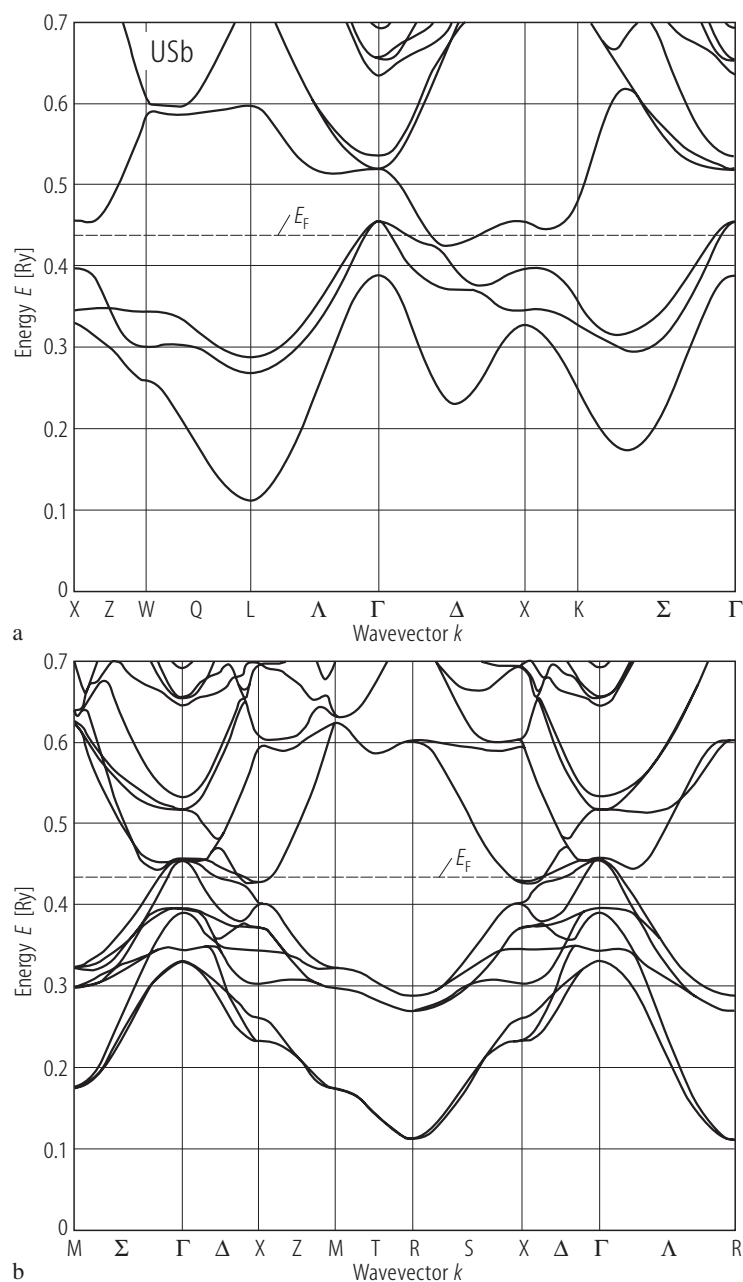 USb
0.7
0.6
0.5
0.4
0.3
0.2
0.1
0
Energy E [Ry]
E_F
X Z W Q L Λ Γ Δ X K Σ Γ
a
Wavevector k
0.7
0.6
0.5
0.4
0.3
0.2
0.1
0
Energy E [Ry]
E_F
M Σ Γ Δ X Z M T R S X Δ Γ Λ R
b
Wavevector k